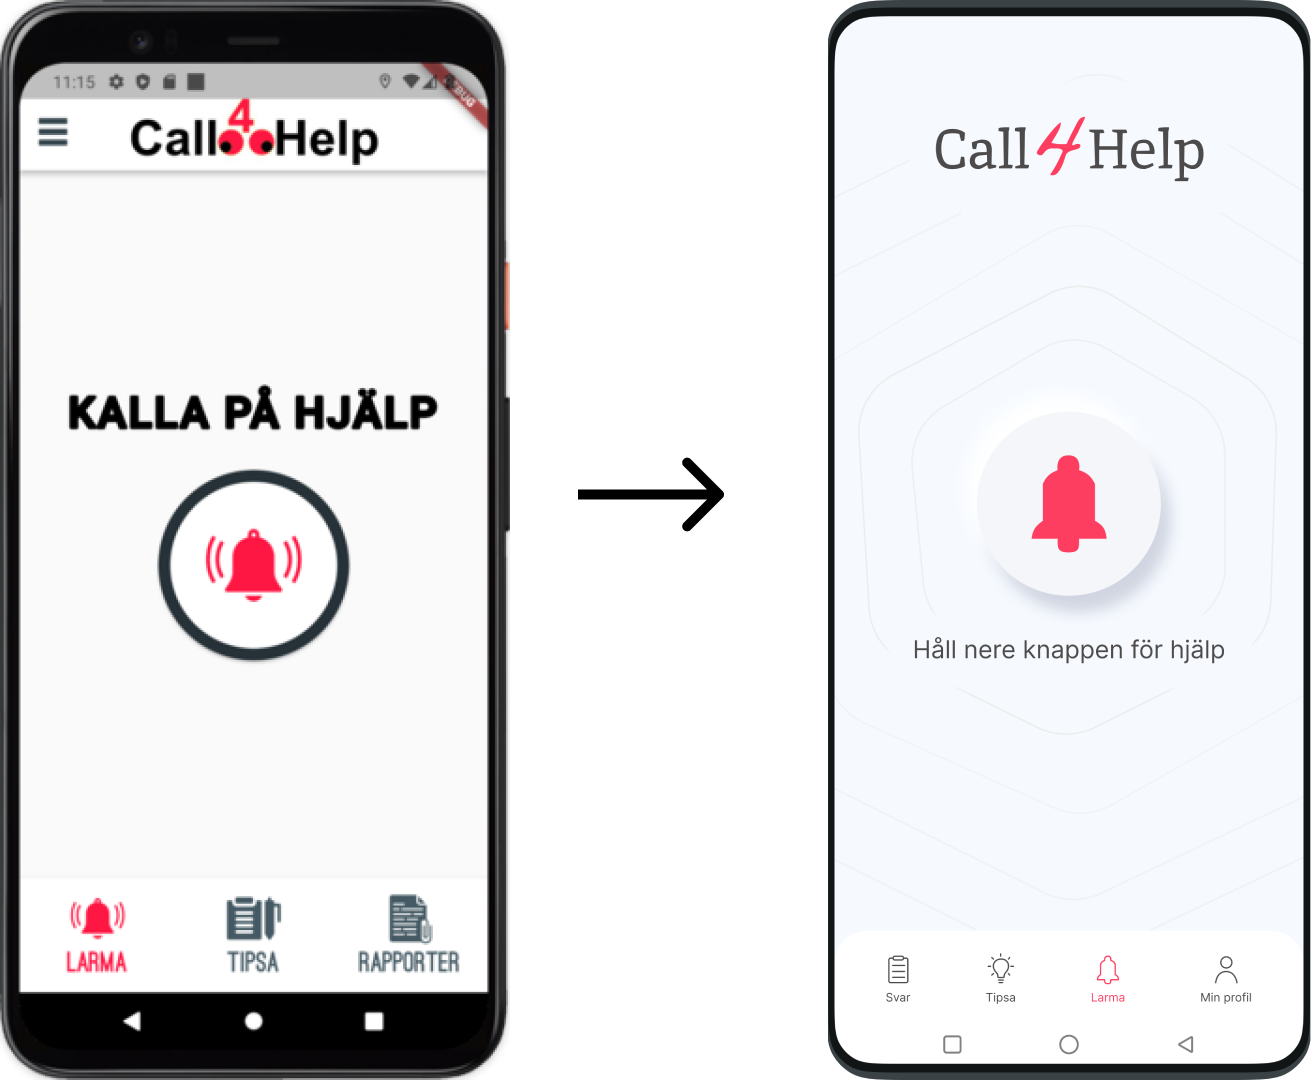 11:15
BUG
Call4Help
KALLA PÅ HJÄLP
LARMA
TIPSA
RAPPORTER
Call4Help
Håll nere knappen för hjälp
Svar
Tipsa
Larma
Min profil